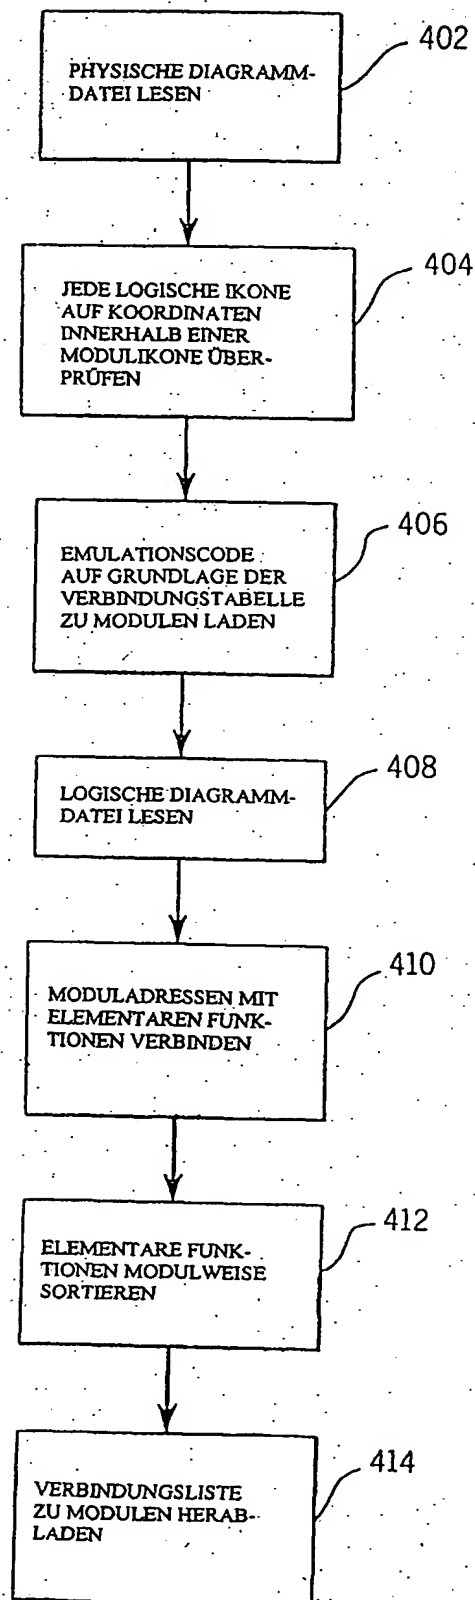 402
PHYSISCHE DIAGRAMM-
DATEI LESEN
404
JEDE LOGISCHE IKONE
AUF KOORDINATEN
INNERHALB EINER
MODULIKONE ÜBER-
PRÜFEN
406
EMULATIONSCODE
AUF GRUNDLAGE DER
VERBINDUNGSTABELLE
ZU MODULEN LADEN
408
LOGISCHE DIAGRAMM-
DATEI LESEN
410
MODULADRESSEN MIT
ELEMENTAREN FUNK-
TIONEN VERBINDEN
412
ELEMENTARE FUNK-
TIONEN MODULWEISE
SORTIEREN
414
VERBINDUNGSLISTE
ZU MODULEN HERAB-
LADEN